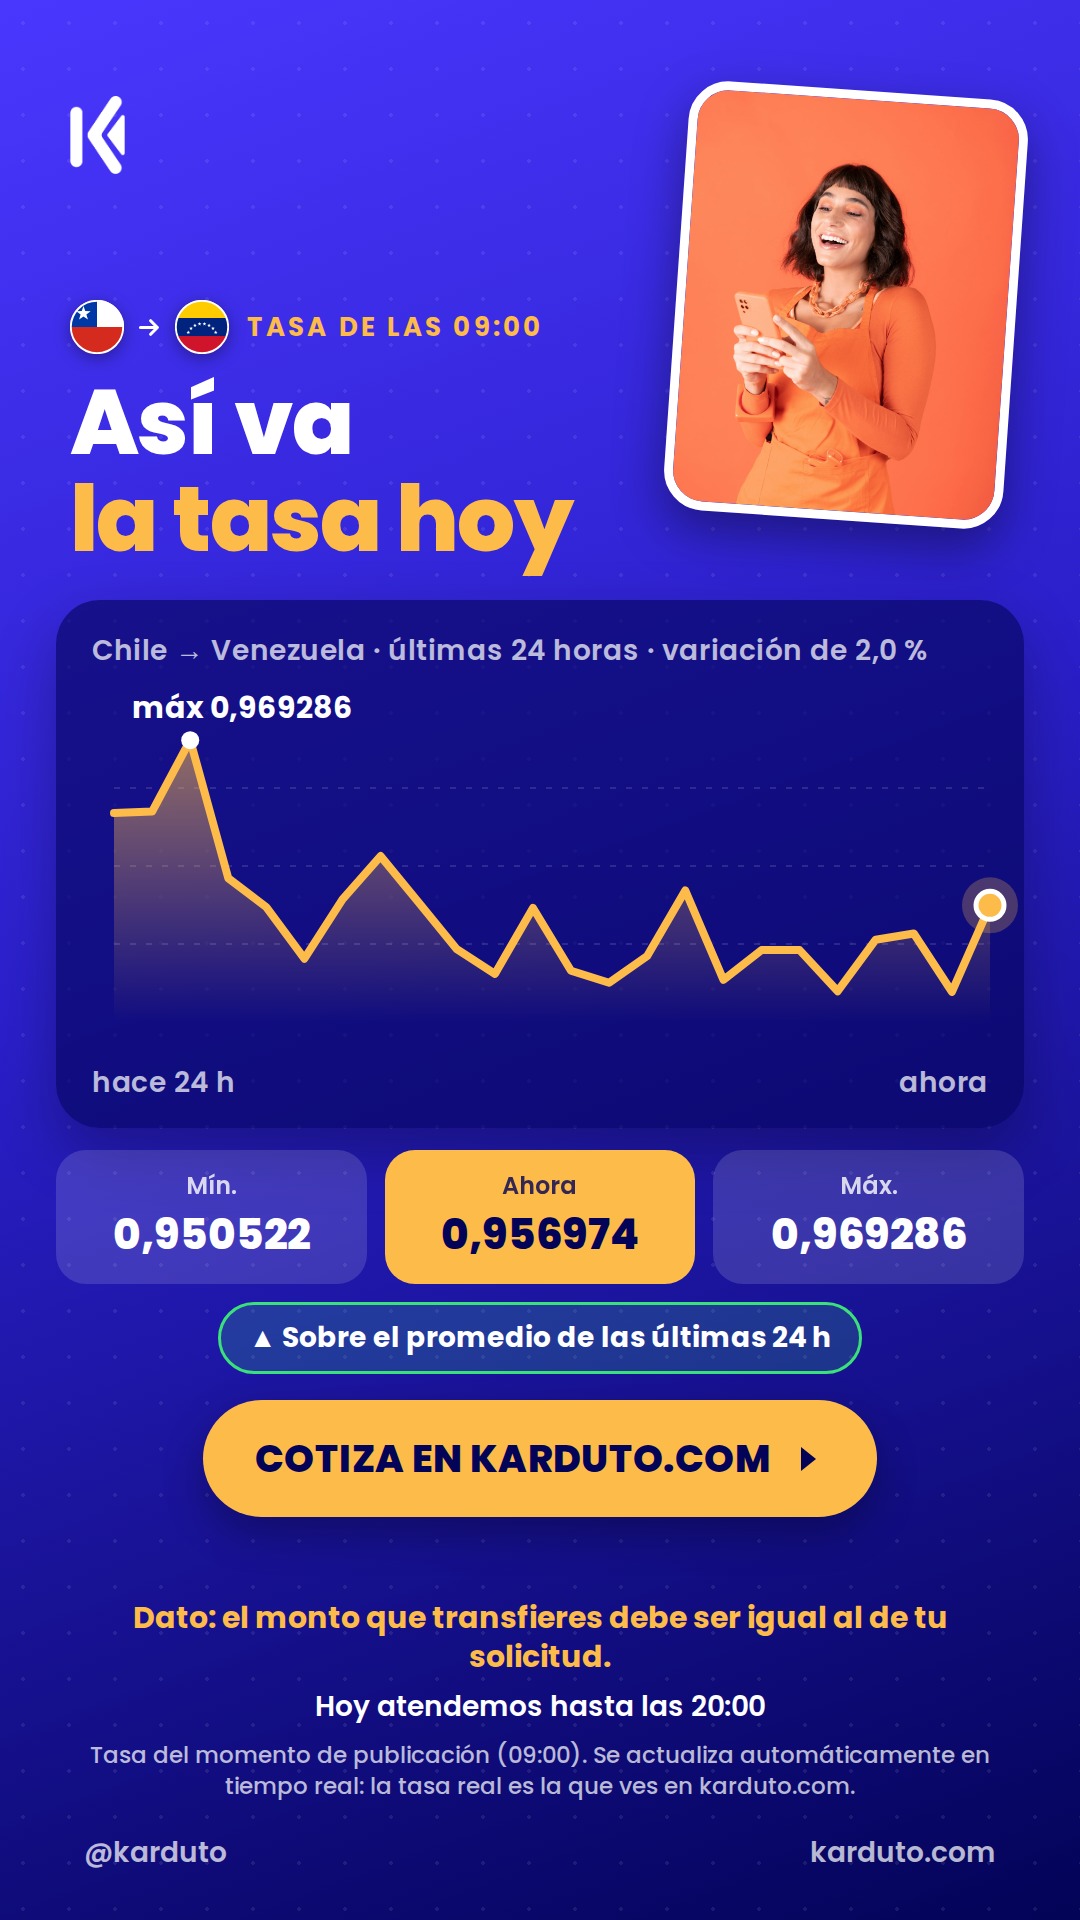 TASA DE LAS 09:00
Así va
la tasa hoy
Chile → Venezuela · últimas 24 horas · variación de 2,0 %
máx 0,969286
hace 24 h
ahora
Mín.
0,950522
Ahora
0,956974
Máx.
0,969286
▲ Sobre el promedio de las últimas 24 h
COTIZA EN KARDUTO.COM
Dato: el monto que transfieres debe ser igual al de tu
solicitud.
Hoy atendemos hasta las 20:00
Tasa del momento de publicación (09:00). Se actualiza automáticamente en
tiempo real: la tasa real es la que ves en karduto.com.
@karduto
karduto.com